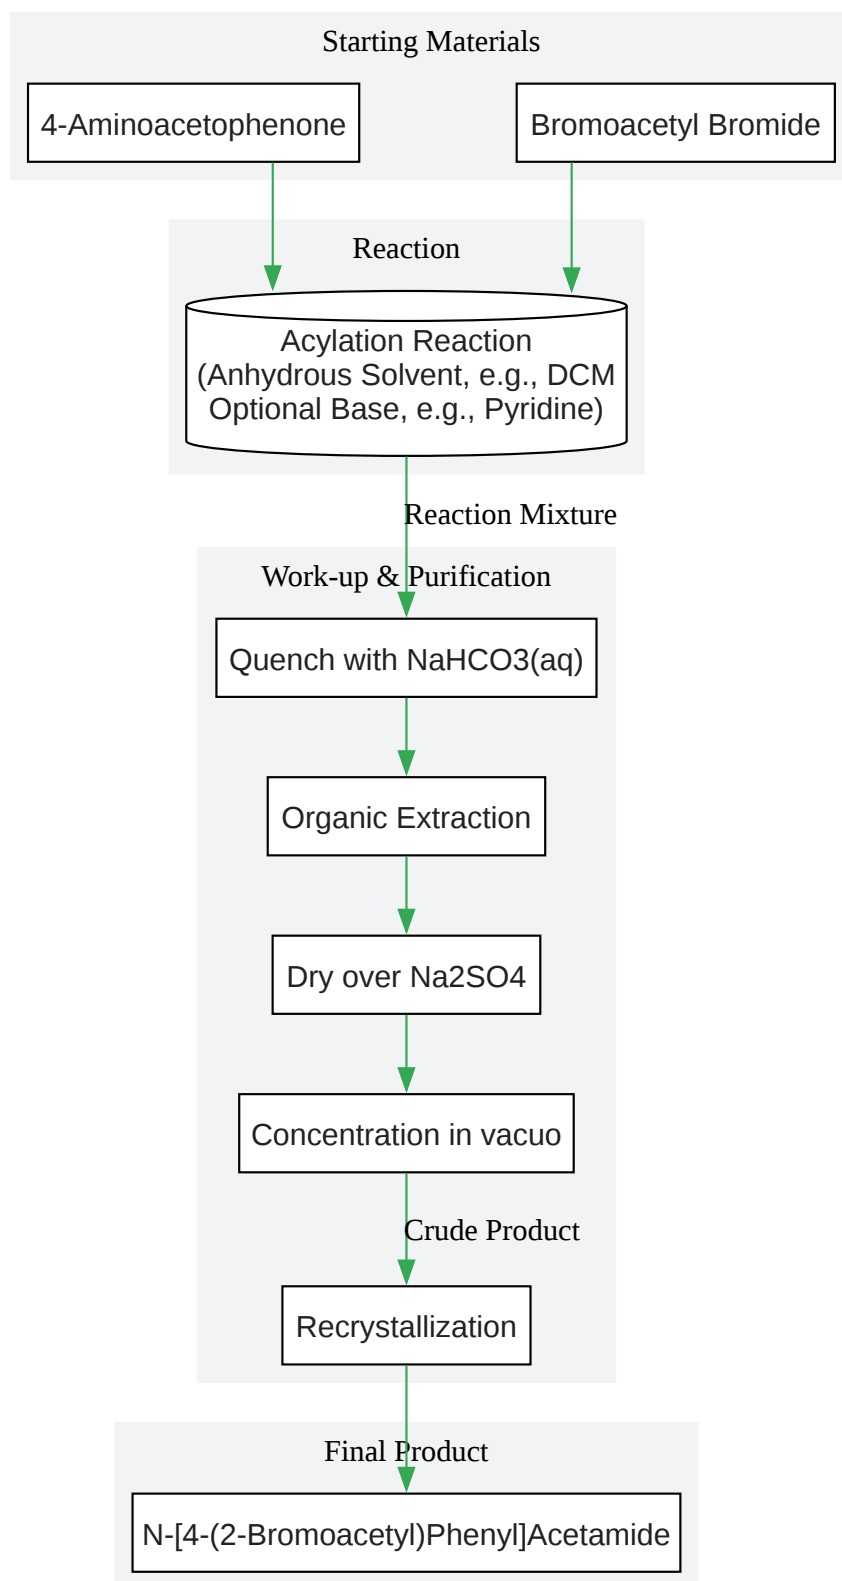 Starting Materials
4-Aminoacetophenone
Bromoacetyl Bromide
Reaction
Acylation Reaction
(Anhydrous Solvent, e.g., DCM
Optional Base, e.g., Pyridine)
Reaction Mixture
Work-up & Purification
Quench with NaHCO3(aq)
Organic Extraction
Dry over Na2SO4
Concentration in vacuo
Crude Product
Recrystallization
Final Product
N-[4-(2-Bromoacetyl)Phenyl]Acetamide